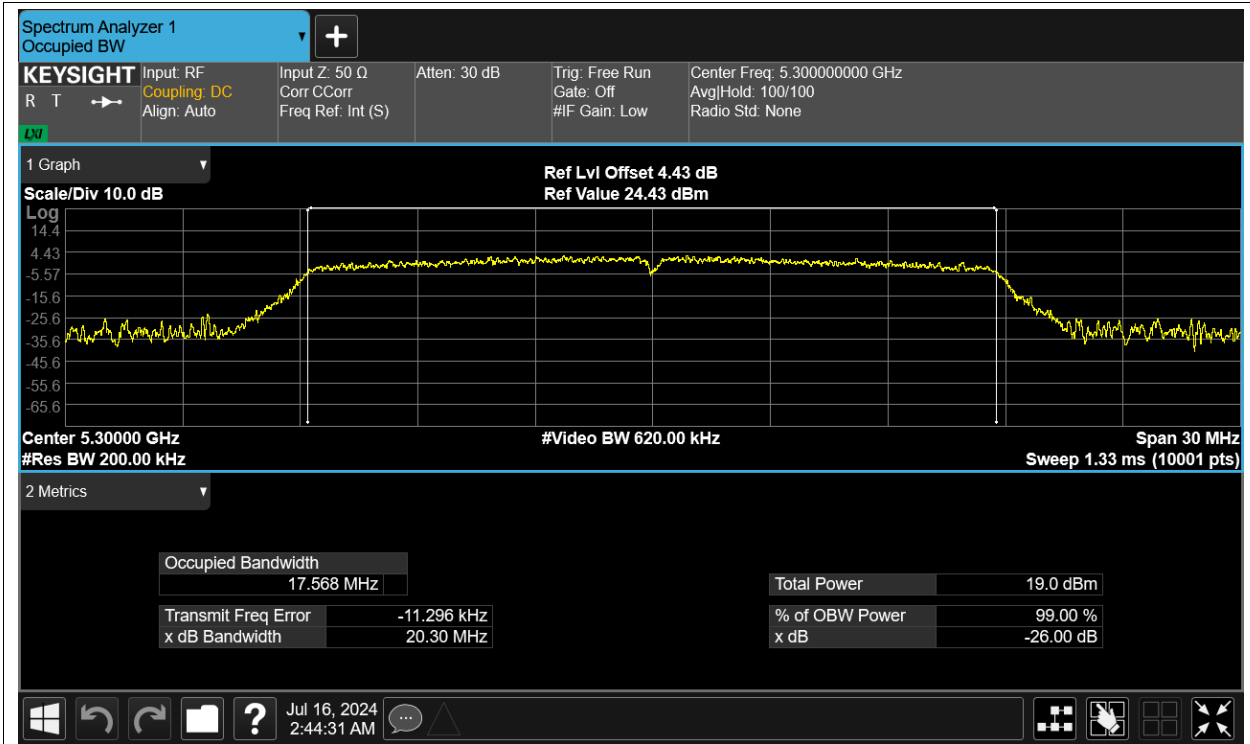 Spectrum Analyzer 1
Occupied BW
KEYSIGHT
R T
LXI
Input: RF
Coupling: DC
Align: Auto
Input Z: 50 Ω
Corr CCorr
Freq Ref: Int (S)
Atten: 30 dB
Trig: Free Run
Gate: Off
#IF Gain: Low
Center Freq: 5.300000000 GHz
Avg|Hold: 100/100
Radio Std: None
1 Graph
Scale/Div 10.0 dB
Ref Lvl Offset 4.43 dB
Ref Value 24.43 dBm
Log
14.4
4.43
-5.57
-15.6
-25.6
-35.6
-45.6
-55.6
-65.6
Center 5.30000 GHz
#Res BW 200.00 kHz
#Video BW 620.00 kHz
Span 30 MHz
Sweep 1.33 ms (10001 pts)
2 Metrics
Occupied Bandwidth
17.568 MHz
Transmit Freq Error -11.296 kHz
x dB Bandwidth 20.30 MHz
Total Power 19.0 dBm
% of OBW Power 99.00 %
x dB -26.00 dB
?
Jul 16, 2024
2:44:31 AM